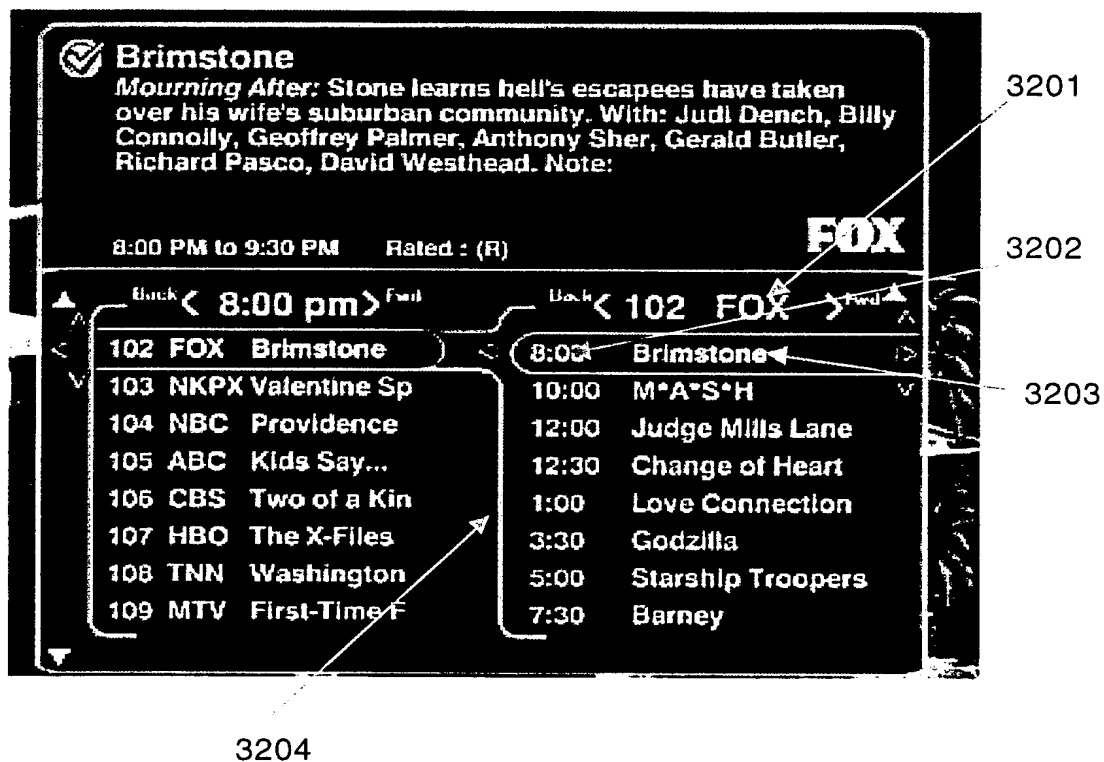 Brimstone
Mourning After: Stone learns hell's escapees have taken
over his wife's suburban community. With: Judi Dench, Billy
Connolly, Geoffrey Palmer, Anthony Sher, Gerald Butler,
Richard Pasco, David Westhead. Note:
FOX
8:00 PM to 9:30 PM Rated : (R)
Back < 8:00 pm > Fwd
102 FOX Brimstone
103 NKPX Valentine Sp
104 NBC Providence
105 ABC Kids Say...
106 CBS Two of a Kin
107 HBO The X-Files
108 TNN Washington
109 MTV First-Time F
Back < 102 FOX > Fwd
8:00 Brimstone
10:00 M*A*S*H
12:00 Judge Mills Lane
12:30 Change of Heart
1:00 Love Connection
3:30 Godzilla
5:00 Starship Troopers
7:30 Barney
3201
3202
3203
3204